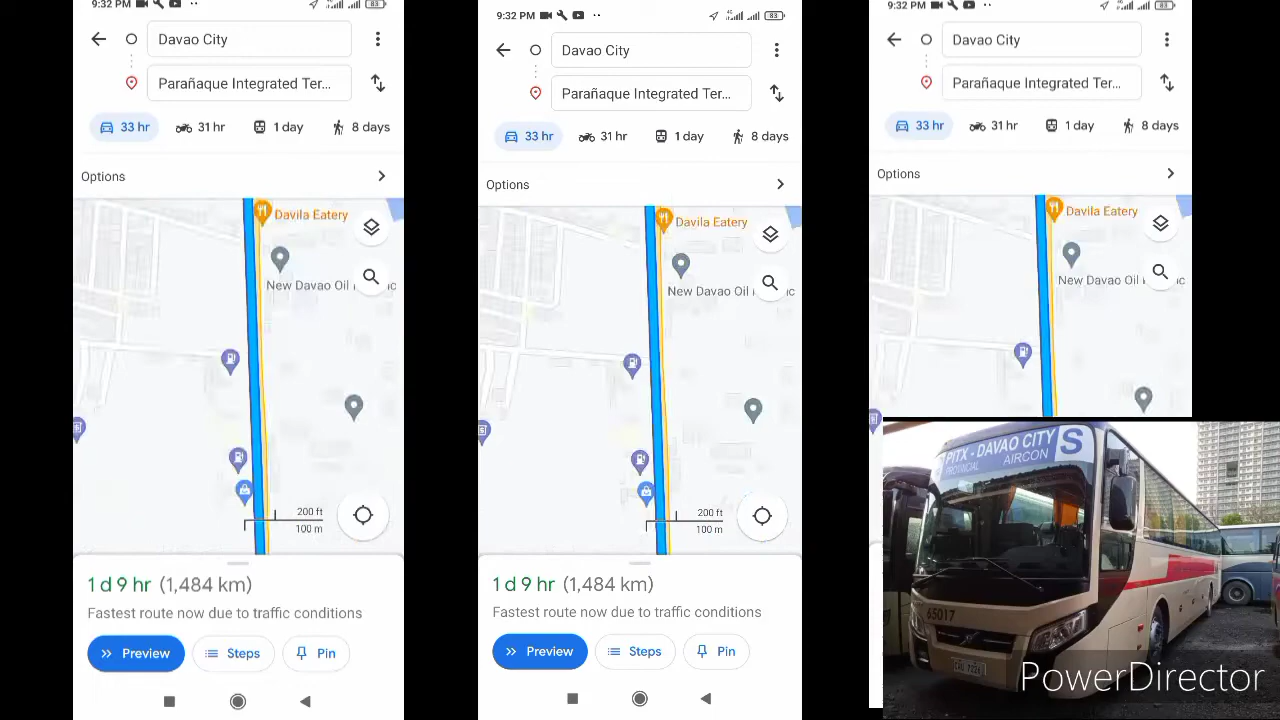 9:32 PM
83
Davao City
Parañaque Integrated Ter...
33 hr
31 hr
1 day
8 days
Options
Davila Eatery
New Davao Oil
200 ft
100 m
1 d 9 hr (1,484 km)
Fastest route now due to traffic conditions
Preview
Steps
Pin
9:32 PM
83
Davao City
Parañaque Integrated Ter...
33 hr
31 hr
1 day
8 days
Options
Davila Eatery
New Davao Oil
200 ft
100 m
1 d 9 hr (1,484 km)
Fastest route now due to traffic conditions
Preview
Steps
Pin
9:32 PM
83
Davao City
Parañaque Integrated Ter...
33 hr
31 hr
1 day
8 days
Options
Davila Eatery
New Davao Oil
PITX - DAVAO CITY S
PROVINCIAL AIRCON
65017
PowerDirector